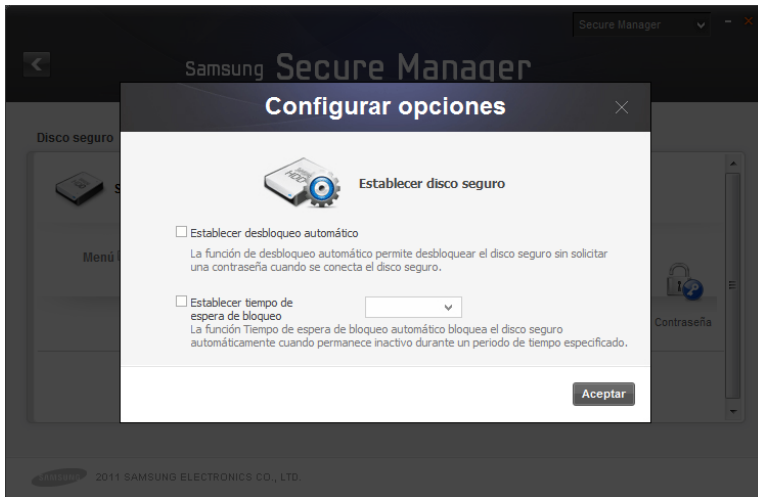 Secure Manager
Samsung Secure Manager
Configurar opciones
Disco seguro
HDD
Establecer disco seguro
S
Establecer desbloqueo automático
La función de desbloqueo automático permite desbloquear el disco seguro sin solicitar
una contraseña cuando se conecta el disco seguro.
Menú
Establecer tiempo de
espera de bloqueo
La función Tiempo de espera de bloqueo automático bloquea el disco seguro
automáticamente cuando permanece inactivo durante un periodo de tiempo especificado.
Contraseña
Aceptar
SAMSUNG 2011 SAMSUNG ELECTRONICS CO., LTD.